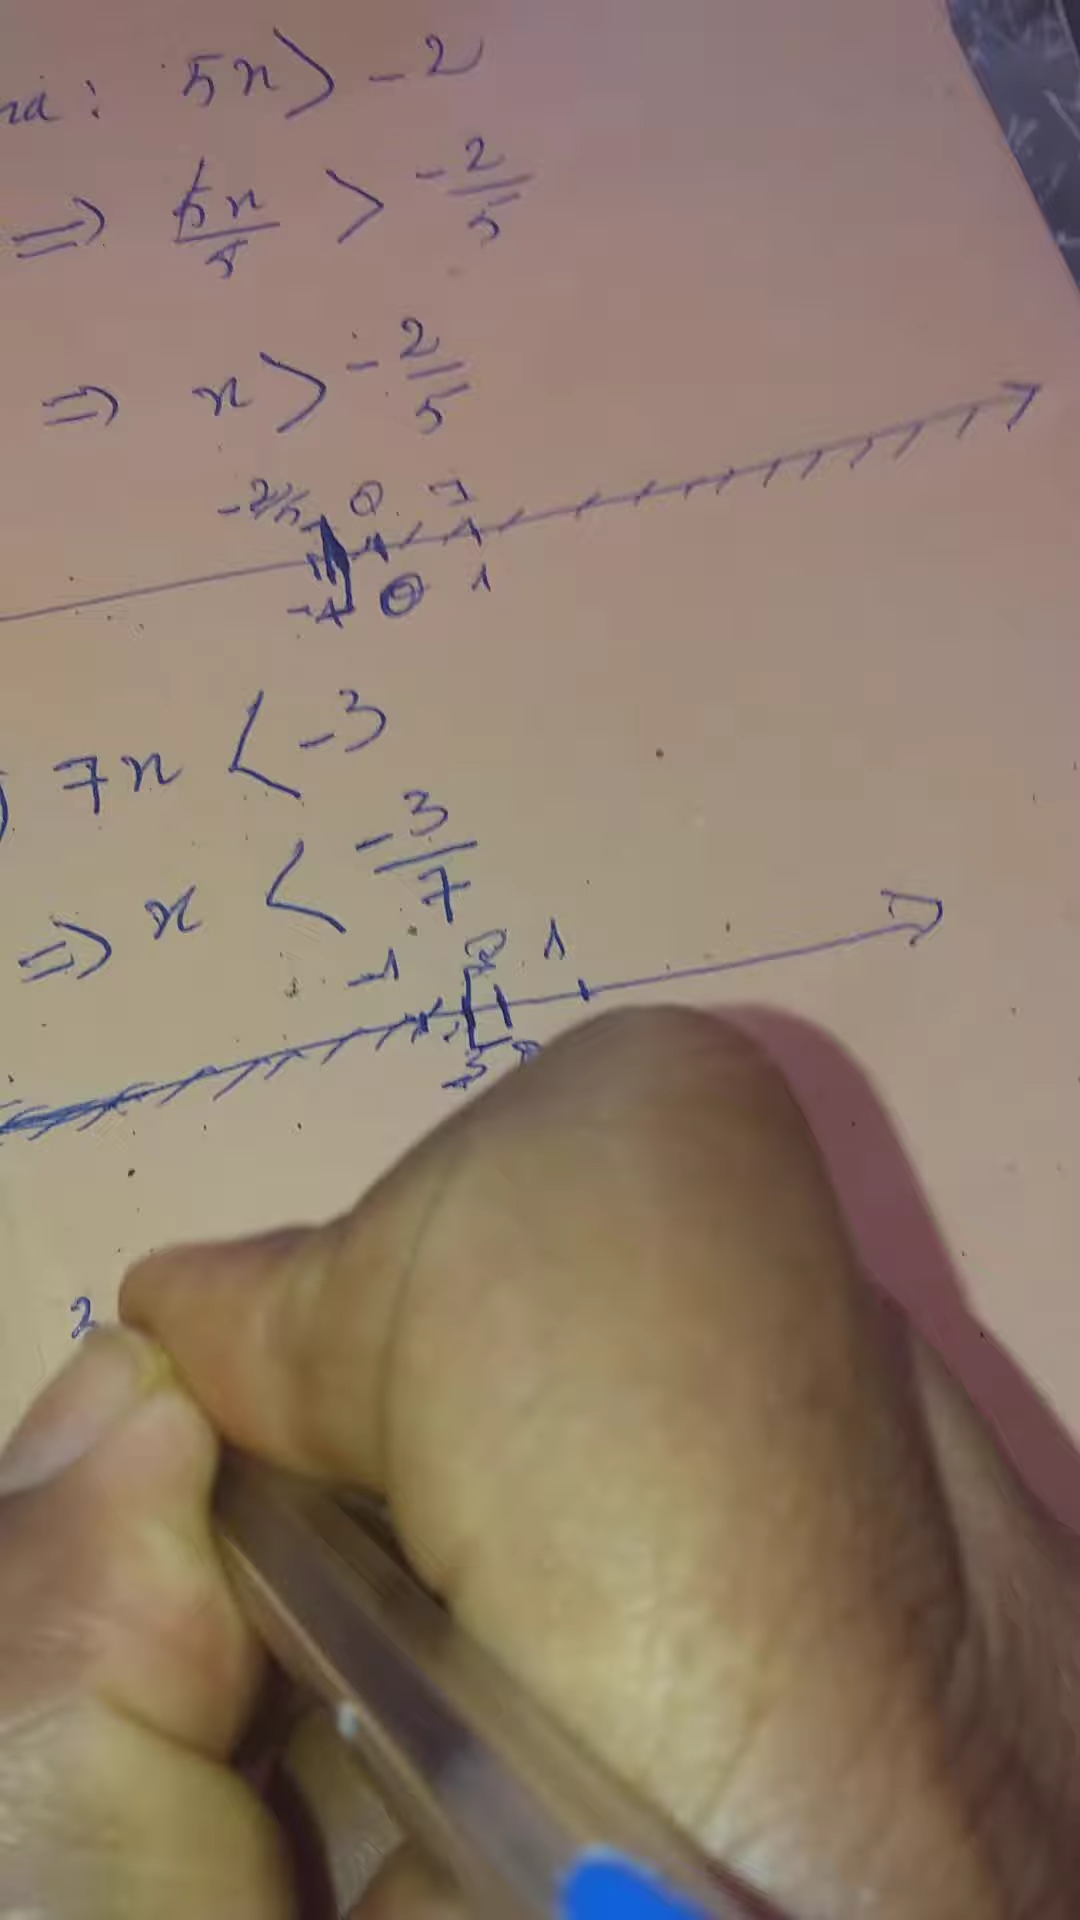 5x > -2
⇒ 5x/5 > -2/5
⇒ x > -2/5
-2/5 0 1
-1 0 1
7x < -3
⇒ x < -3/7
-1 1
2